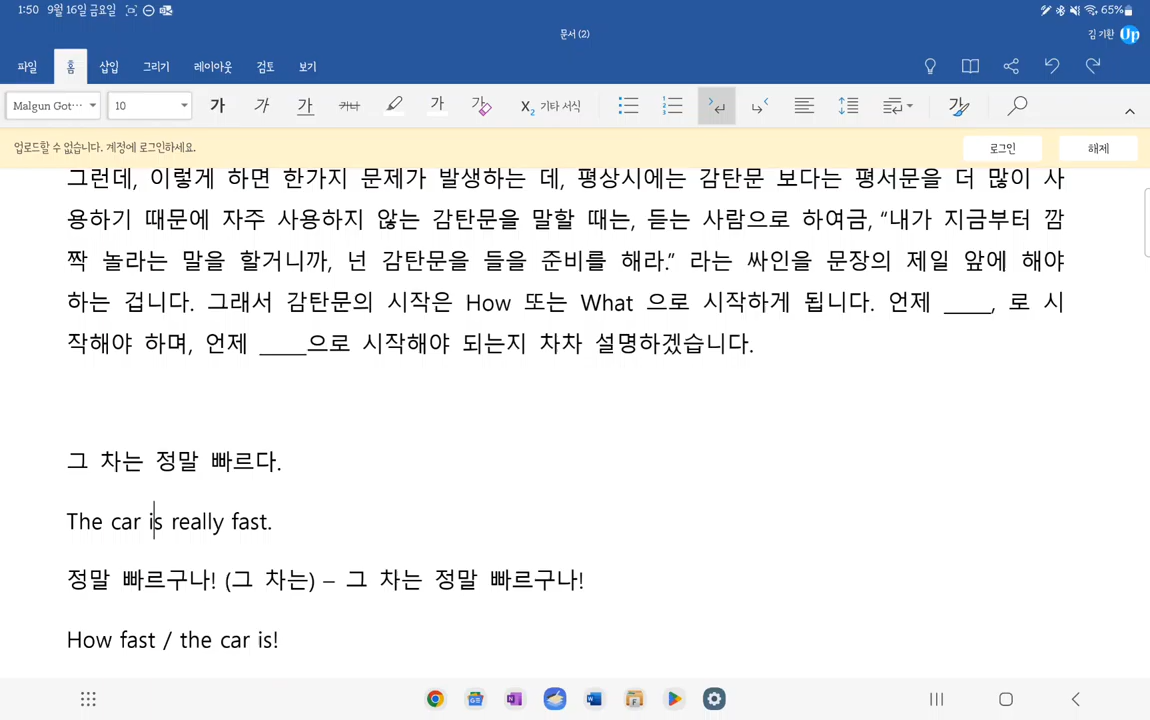 1:50 9월 16일 금요일 65%
문서 (2)
김 기환 Up
파일 홈 삽입 그리기 레이아웃 검토 보기
Malgun Got··· 10 가 가 가 가나 가 가 X₂ 기타 서식 가
업로드할 수 없습니다. 계정에 로그인하세요. 로그인 해제
그런데, 이렇게 하면 한가지 문제가 발생하는 데, 평상시에는 감탄문 보다는 평서문을 더 많이 사
용하기 때문에 자주 사용하지 않는 감탄문을 말할 때는, 듣는 사람으로 하여금, “내가 지금부터 깜
짝 놀라는 말을 할거니까, 넌 감탄문을 들을 준비를 해라.” 라는 싸인을 문장의 제일 앞에 해야
하는 겁니다. 그래서 감탄문의 시작은 How 또는 What 으로 시작하게 됩니다. 언제 ____, 로 시
작해야 하며, 언제 ____으로 시작해야 되는지 차차 설명하겠습니다.
그 차는 정말 빠르다.
The car is really fast.
정말 빠르구나! (그 차는) – 그 차는 정말 빠르구나!
How fast / the car is!